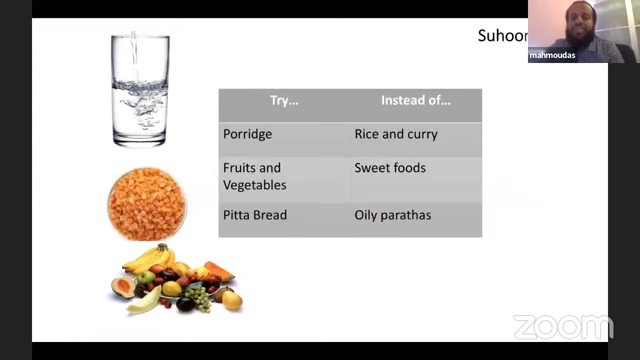 Suhoor
mahmoudas
Try... Instead of...
Porridge Rice and curry
Fruits and Sweet foods
Vegetables
Pitta Bread Oily parathas
zoom